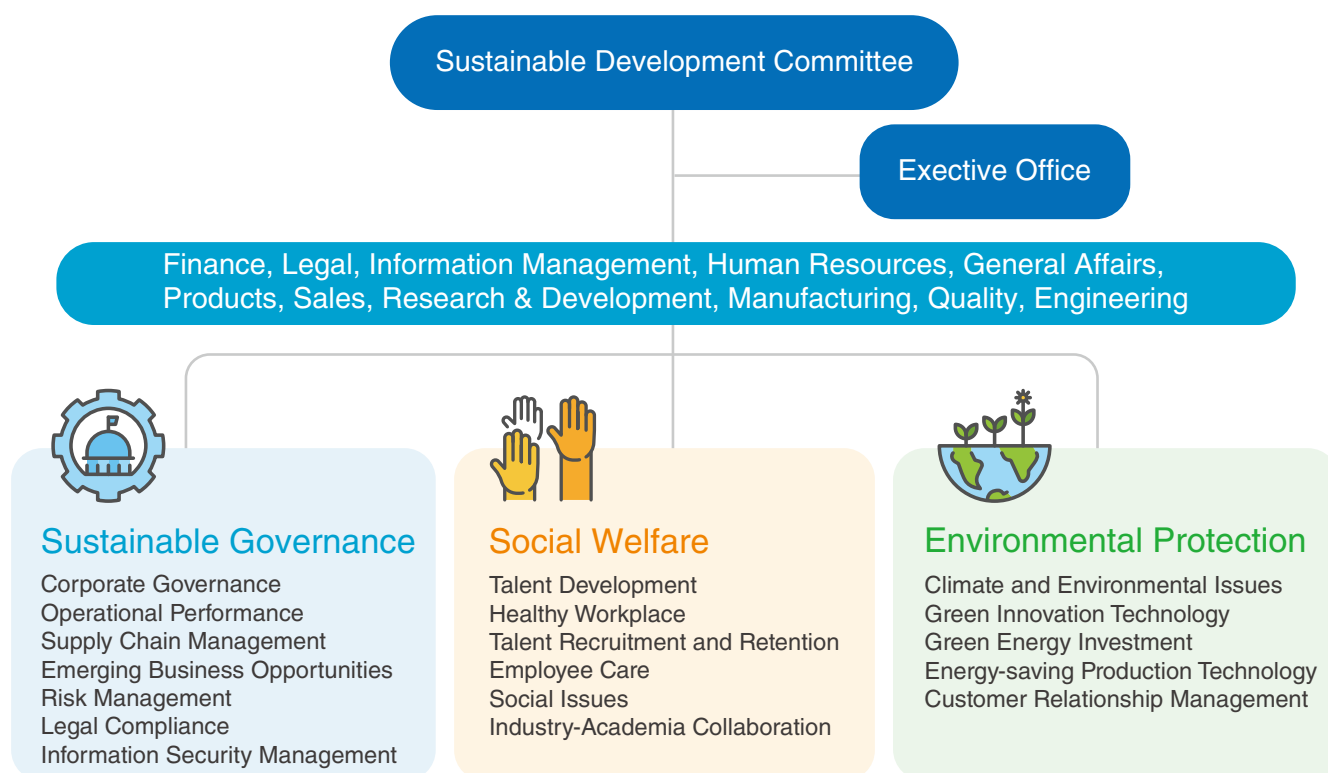 Sustainable Development Committee
Exective Office
Finance, Legal, Information Management, Human Resources, General Affairs,
Products, Sales, Research & Development, Manufacturing, Quality, Engineering
Sustainable Governance
Corporate Governance
Operational Performance
Supply Chain Management
Emerging Business Opportunities
Risk Management
Legal Compliance
Information Security Management
Social Welfare
Talent Development
Healthy Workplace
Talent Recruitment and Retention
Employee Care
Social Issues
Industry-Academia Collaboration
Environmental Protection
Climate and Environmental Issues
Green Innovation Technology
Green Energy Investment
Energy-saving Production Technology
Customer Relationship Management